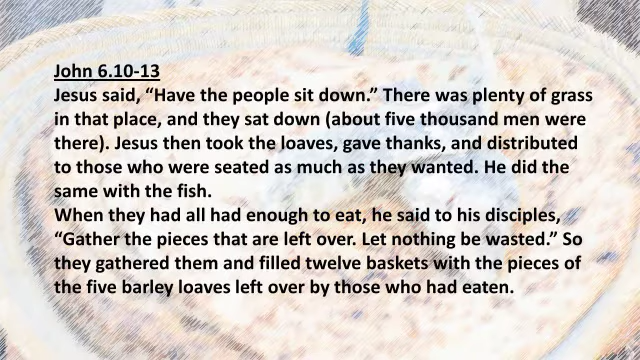 John 6.10-13
Jesus said, “Have the people sit down.” There was plenty of grass
in that place, and they sat down (about five thousand men were
there). Jesus then took the loaves, gave thanks, and distributed
to those who were seated as much as they wanted. He did the
same with the fish.
When they had all had enough to eat, he said to his disciples,
“Gather the pieces that are left over. Let nothing be wasted.” So
they gathered them and filled twelve baskets with the pieces of
the five barley loaves left over by those who had eaten.